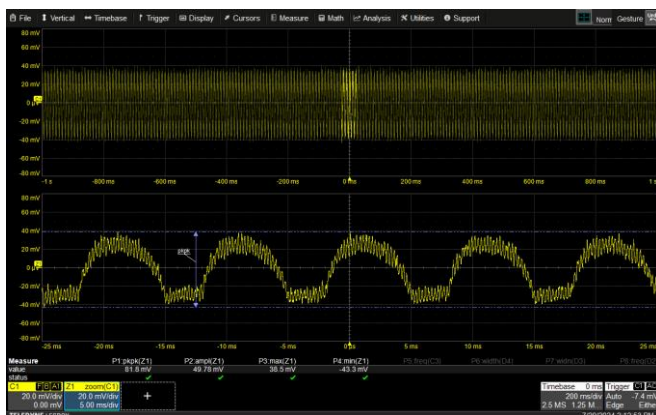 File Vertical Timebase Trigger Display Cursors Measure Math Analysis Utilities Support Norm Gesture
80 mV
60 mV
40 mV
20 mV
0 µV
-20 mV
-40 mV
-60 mV
-80 mV
-1 s -800 ms -600 ms -400 ms -200 ms 0 ms 200 ms 400 ms 600 ms 800 ms 1 s
80 mV
60 mV
40 mV
20 mV
0 µV
pkpk
-20 mV
-40 mV
-60 mV
-80 mV
-25 ms -20 ms -15 ms -10 ms -5 ms 0 s 5 ms 10 ms 15 ms 20 ms 25 ms
Measure P1:pkpk(Z1) P2:ampl(Z1) P3:max(Z1) P4:min(Z1) P5:freq(C3) P6:width(D4) P7:widn(D3)
value 81.8 mV 49.78 mV 38.5 mV -43.3 mV
status
C1 Z1 zoom(C1) Timebase 0 ms Trigger C1
20.0 mV/div 20.0 mV/div + 200 ms/div Auto -7.4 mV
0.00 mV 5.00 ms/div 2.5 MS 1.25 M Edge Either